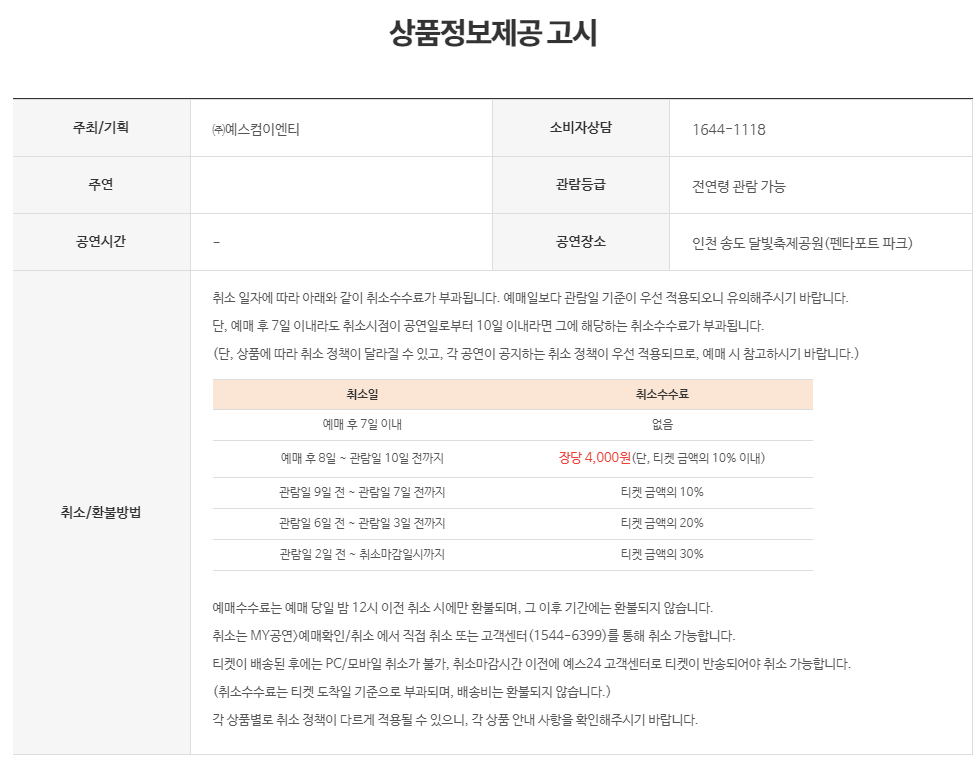 상품정보제공 고시
주최/기획 ㈜예스컴이엔티 소비자상담 1644-1118
주연 관람등급 전연령 관람 가능
공연시간 - 공연장소 인천 송도 달빛축제공원(펜타포트 파크)
취소/환불방법
취소 일자에 따라 아래와 같이 취소수수료가 부과됩니다. 예매일보다 관람일 기준이 우선 적용되오니 유의해주시기 바랍니다.
단, 예매 후 7일 이내라도 취소시점이 공연일로부터 10일 이내라면 그에 해당하는 취소수수료가 부과됩니다.
(단, 상품에 따라 취소 정책이 달라질 수 있고, 각 공연이 공지하는 취소 정책이 우선 적용되므로, 예매 시 참고하시기 바랍니다.)
취소일 취소수수료
예매 후 7일 이내 없음
예매 후 8일 ~ 관람일 10일 전까지 장당 4,000원(단, 티켓 금액의 10% 이내)
관람일 9일 전 ~ 관람일 7일 전까지 티켓 금액의 10%
관람일 6일 전 ~ 관람일 3일 전까지 티켓 금액의 20%
관람일 2일 전 ~ 취소마감일시까지 티켓 금액의 30%
예매수수료는 예매 당일 밤 12시 이전 취소 시에만 환불되며, 그 이후 기간에는 환불되지 않습니다.
취소는 MY공연>예매확인/취소 에서 직접 취소 또는 고객센터(1544-6399)를 통해 취소 가능합니다.
티켓이 배송된 후에는 PC/모바일 취소가 불가, 취소마감시간 이전에 예스24 고객센터로 티켓이 반송되어야 취소 가능합니다.
(취소수수료는 티켓 도착일 기준으로 부과되며, 배송비는 환불되지 않습니다.)
각 상품별로 취소 정책이 다르게 적용될 수 있으니, 각 상품 안내 사항을 확인해주시기 바랍니다.